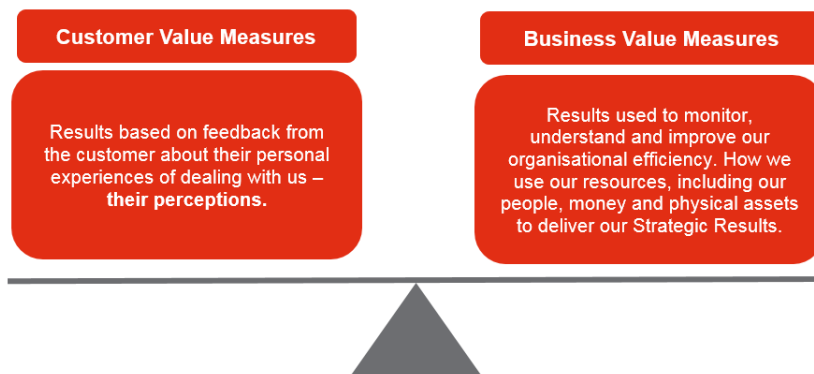 Customer Value Measures
Results based on feedback from
the customer about their personal
experiences of dealing with us –
their perceptions.
Business Value Measures
Results used to monitor,
understand and improve our
organisational efficiency. How we
use our resources, including our
people, money and physical assets
to deliver our Strategic Results.